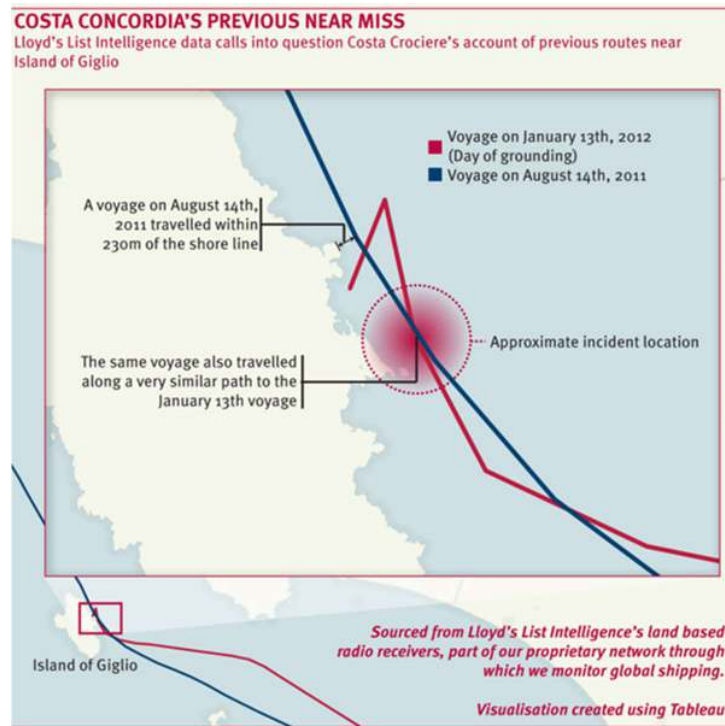 COSTA CONCORDIA'S PREVIOUS NEAR MISS
Lloyd's List Intelligence data calls into question Costa Crociere's account of previous routes near
Island of Giglio
Voyage on January 13th, 2012
(Day of grounding)
Voyage on August 14th, 2011
A voyage on August 14th,
2011 travelled within
230m of the shore line
Approximate incident location
The same voyage also travelled
along a very similar path to the
January 13th voyage
Island of Giglio
Sourced from Lloyd's List Intelligence's land based
radio receivers, part of our proprietary network through
which we monitor global shipping.
Visualisation created using Tableau